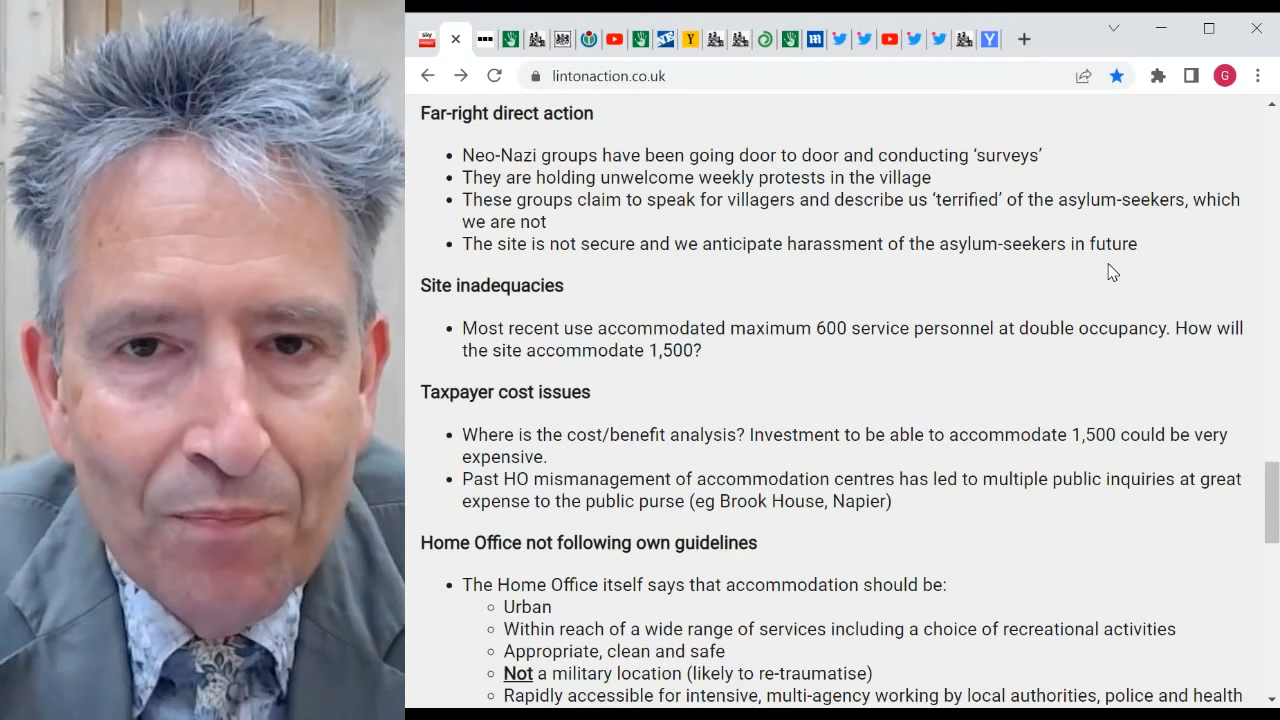 sky
news
Y
m
Y
lintonaction.co.uk
G
Far-right direct action
Neo-Nazi groups have been going door to door and conducting ‘surveys’
They are holding unwelcome weekly protests in the village
These groups claim to speak for villagers and describe us ‘terrified’ of the asylum-seekers, which
we are not
The site is not secure and we anticipate harassment of the asylum-seekers in future
Site inadequacies
Most recent use accommodated maximum 600 service personnel at double occupancy. How will
the site accommodate 1,500?
Taxpayer cost issues
Where is the cost/benefit analysis? Investment to be able to accommodate 1,500 could be very
expensive.
Past HO mismanagement of accommodation centres has led to multiple public inquiries at great
expense to the public purse (eg Brook House, Napier)
Home Office not following own guidelines
The Home Office itself says that accommodation should be:
Urban
Within reach of a wide range of services including a choice of recreational activities
Appropriate, clean and safe
Not a military location (likely to re-traumatise)
Rapidly accessible for intensive, multi-agency working by local authorities, police and health